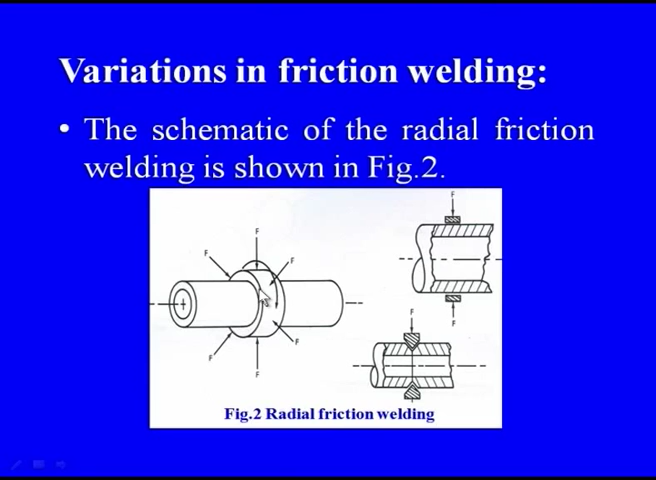 Variations in friction welding:
• The schematic of the radial friction
welding is shown in Fig.2.
F
F
F
F
F
F
F
F
F
Fig.2 Radial friction welding